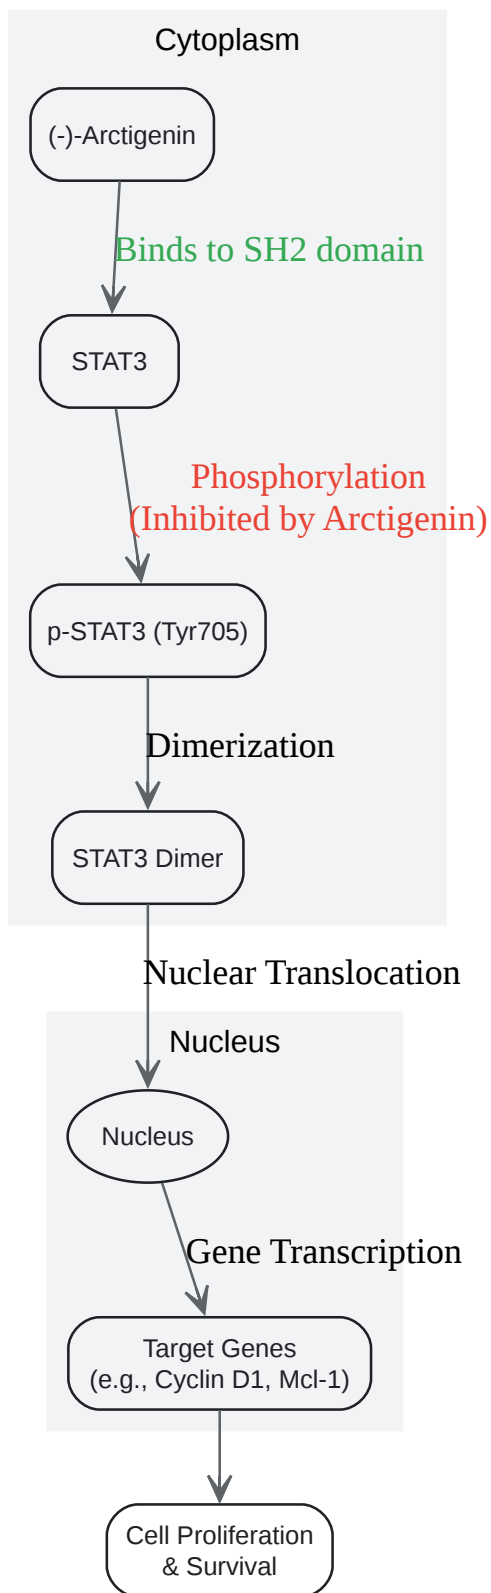 Cytoplasm
(-)-Arctigenin
Binds to SH2 domain
STAT3
Phosphorylation
(Inhibited by Arctigenin)
p-STAT3 (Tyr705)
Dimerization
STAT3 Dimer
Nuclear Translocation
Nucleus
Nucleus
Gene Transcription
Target Genes
(e.g., Cyclin D1, Mcl-1)
Cell Proliferation
& Survival